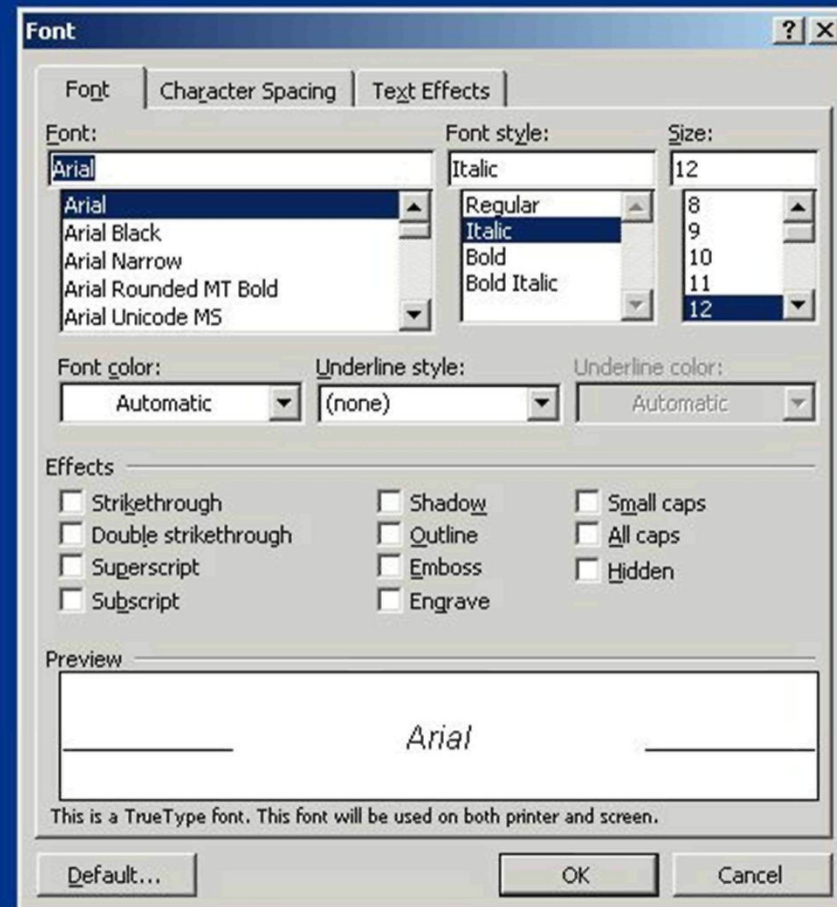 Font
Font Character Spacing Text Effects
Font: Font style: Size:
Arial Italic 12
Arial Regular 8
Arial Black Italic 9
Arial Narrow Bold 10
Arial Rounded MT Bold Bold Italic 11
Arial Unicode MS 12
Font color: Underline style: Underline color:
Automatic (none) Automatic
Effects
Strikethrough Shadow Small caps
Double strikethrough Outline All caps
Superscript Emboss Hidden
Subscript Engrave
Preview
Arial
This is a TrueType font. This font will be used on both printer and screen.
Default... OK Cancel